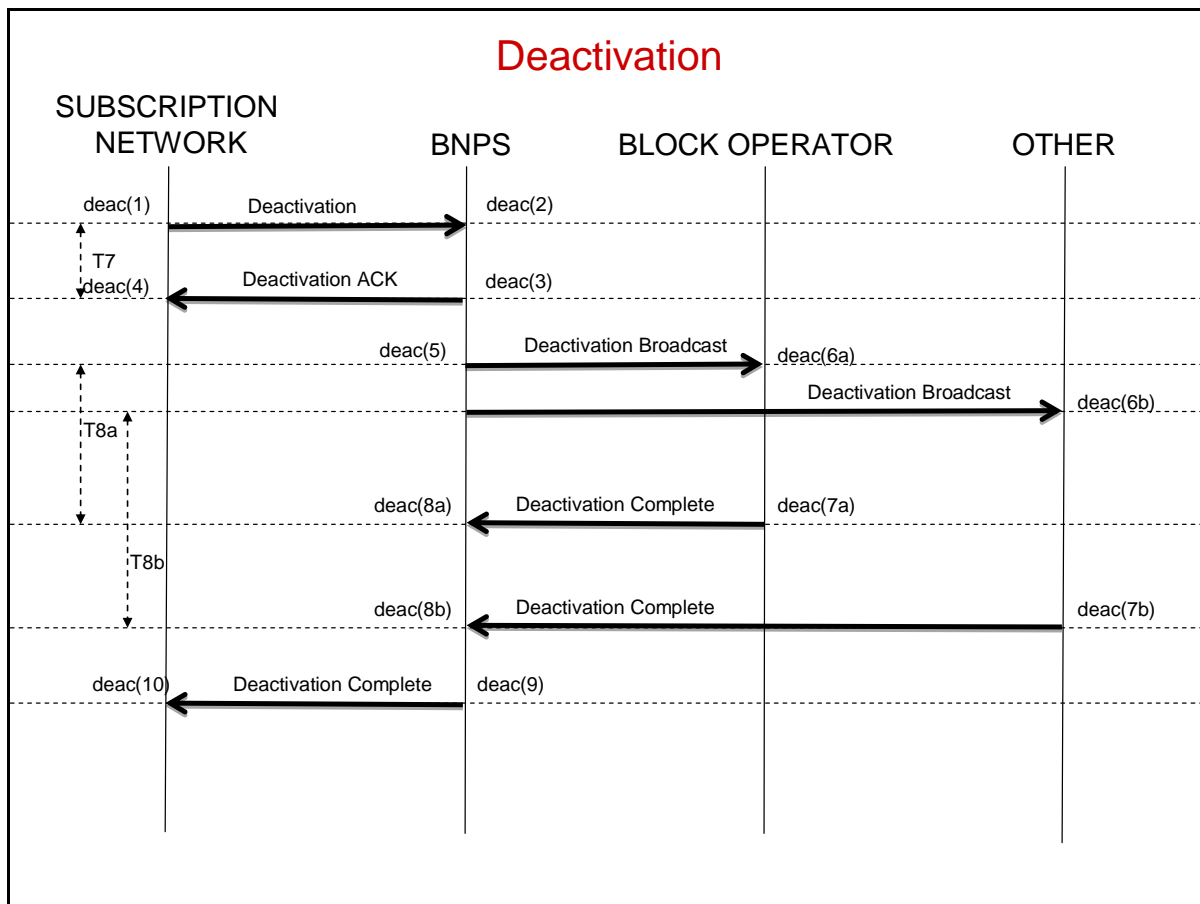 Deactivation
SUBSCRIPTION
NETWORK
BNPS
BLOCK OPERATOR
OTHER
deac(1)
Deactivation
deac(2)
T7
deac(4)
Deactivation ACK
deac(3)
deac(5)
Deactivation Broadcast
deac(6a)
Deactivation Broadcast
deac(6b)
T8a
deac(8a)
Deactivation Complete
deac(7a)
T8b
deac(8b)
Deactivation Complete
deac(7b)
deac(10)
Deactivation Complete
deac(9)